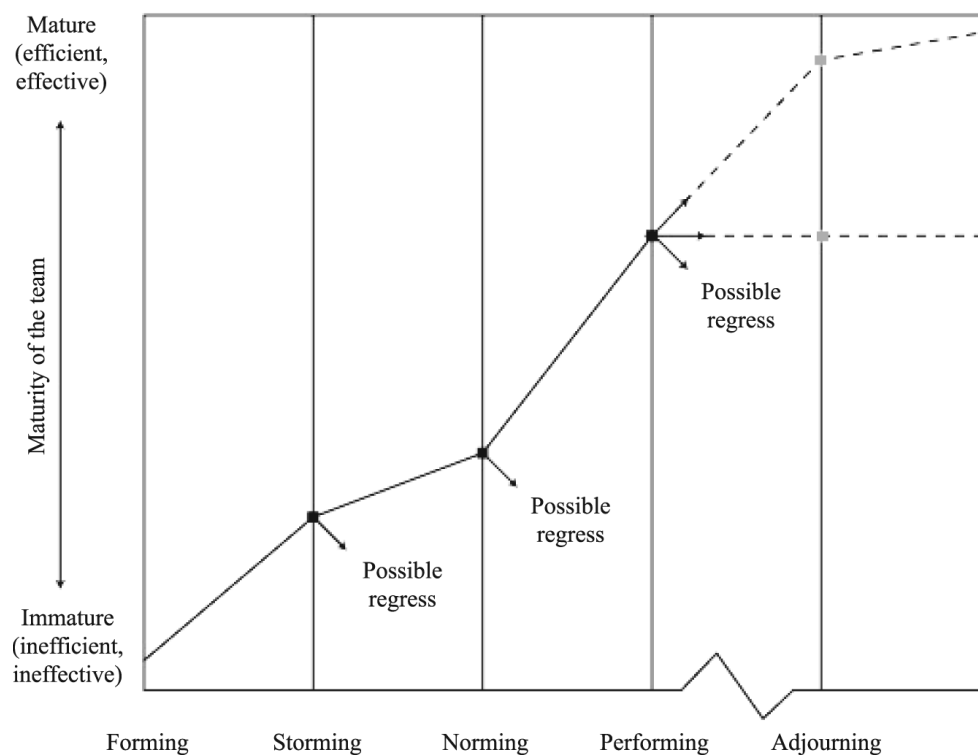 Mature
(efficient,
effective)
Maturity of the team
Immature
(inefficient,
ineffective)
Possible
regress
Possible
regress
Possible
regress
Forming
Storming
Norming
Performing
Adjourning